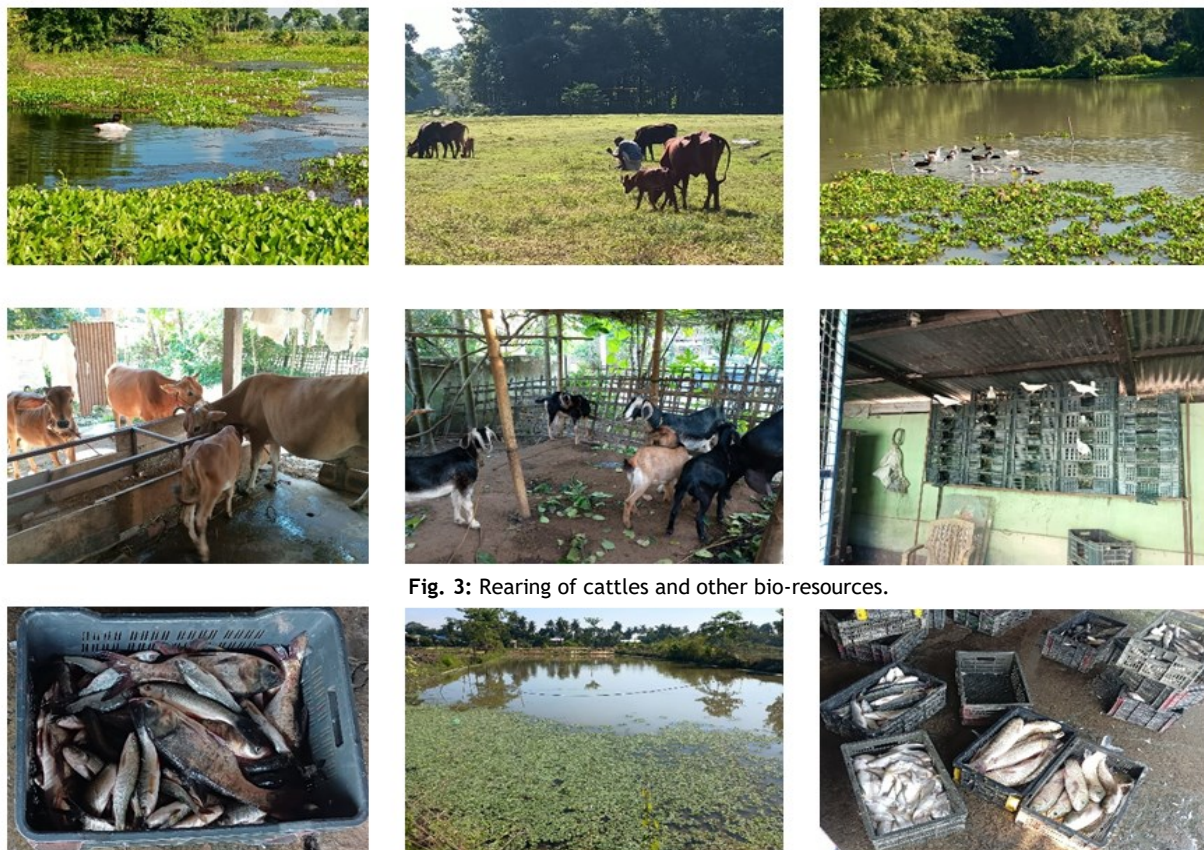 Fig. 3: Rearing of cattles and other bio-resources.